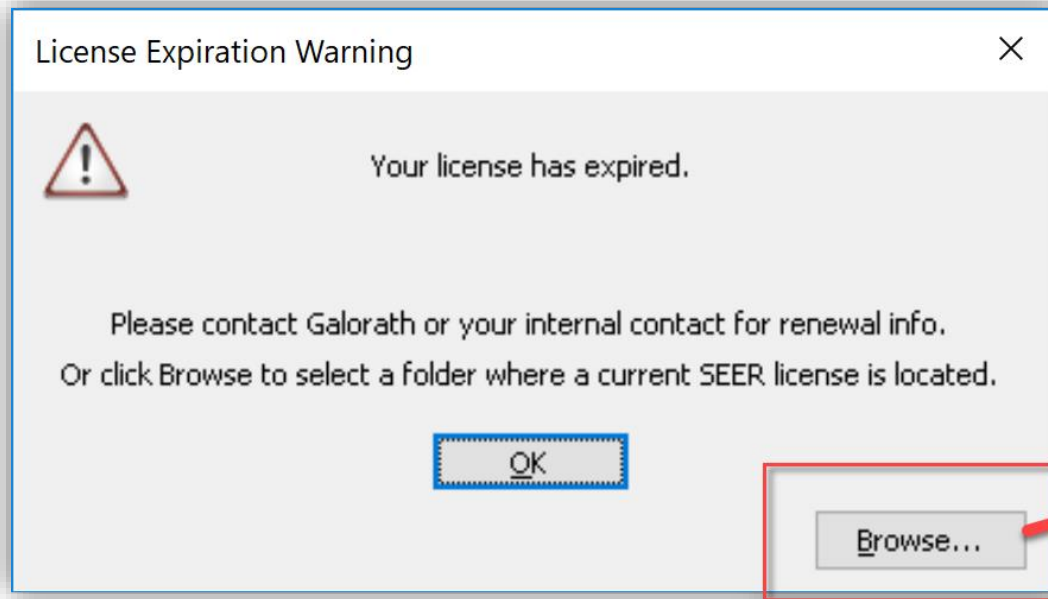 License Expiration Warning
Your license has expired.
Please contact Galorath or your internal contact for renewal info.
Or click Browse to select a folder where a current SEER license is located.
OK
Browse...